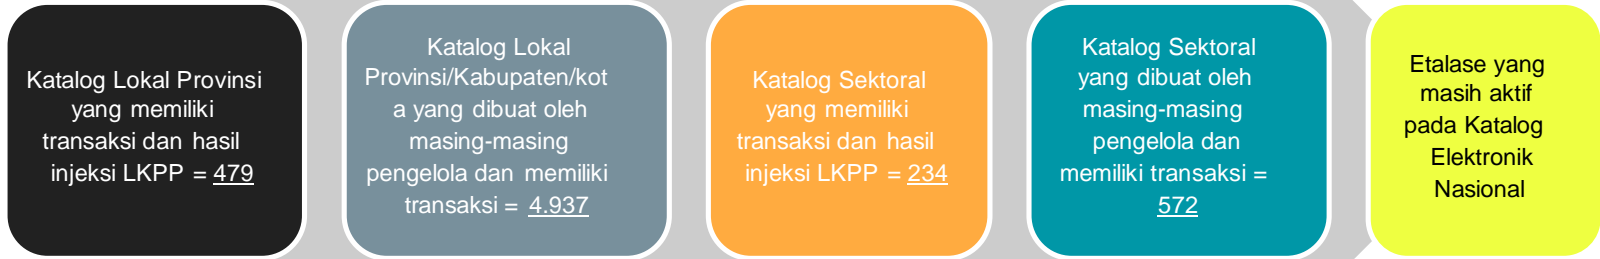 Katalog Lokal Provinsi
yang memiliki
transaksi dan hasil
injeksi LKPP = 479
Katalog Lokal
Provinsi/Kabupaten/kot
a yang dibuat oleh
masing-masing
pengelola dan memiliki
transaksi = 4.937
Katalog Sektoral
yang memiliki
transaksi dan hasil
injeksi LKPP = 234
Katalog Sektoral
yang dibuat oleh
masing-masing
pengelola dan
memiliki transaksi =
572
Etalase yang
masih aktif
pada Katalog
Elektronik
Nasional